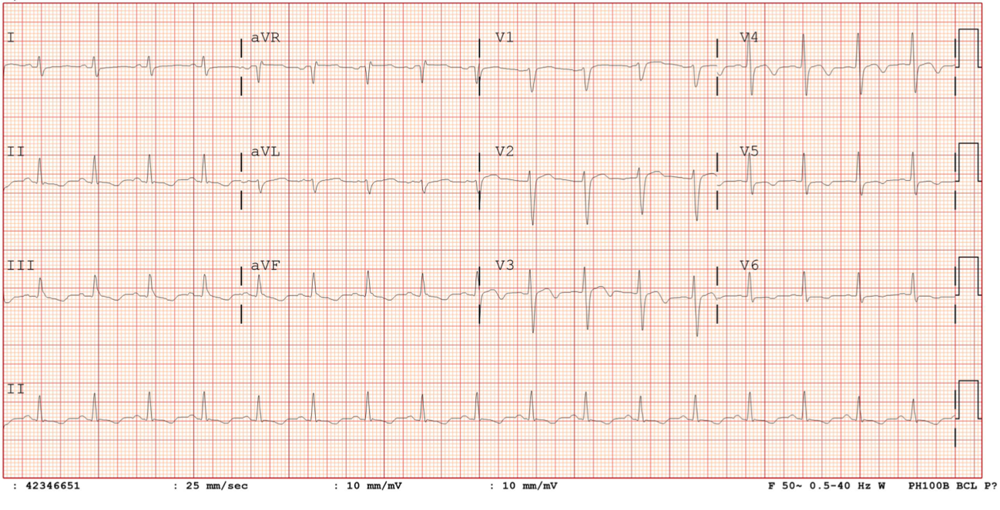 I aVR V1 V4
II aVL V2 V5
III aVF V3 V6
II
: 42346651 : 25 mm/sec : 10 mm/mV : 10 mm/mV F 50~ 0.5-40 Hz W PH100B BCL P?